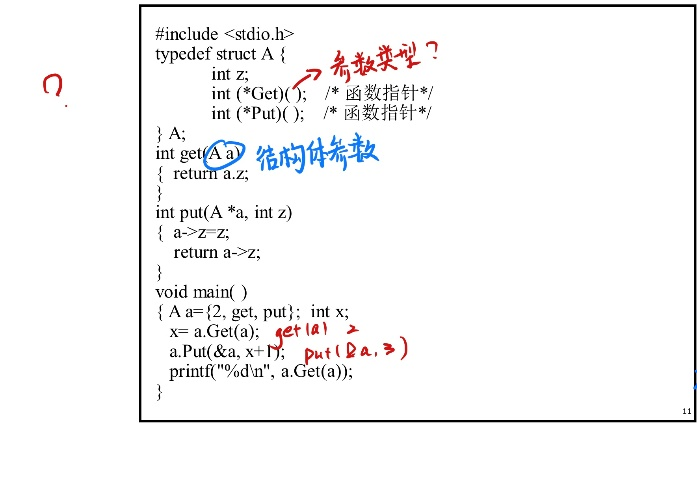 #include <stdio.h>
typedef struct A {
int z;
int (*Get)( ); /* 函数指针*/
参数类型?
int (*Put)( ); /* 函数指针*/
} A;
int get(A a)
结构体参数
{ return a.z;
}
int put(A *a, int z)
{ a->z=z;
return a->z;
}
void main( )
{ A a={2, get, put}; int x;
x= a.Get(a); get(a) 2
a.Put(&a, x+1); put(&a, 3)
printf("%d\n", a.Get(a));
}
11
?